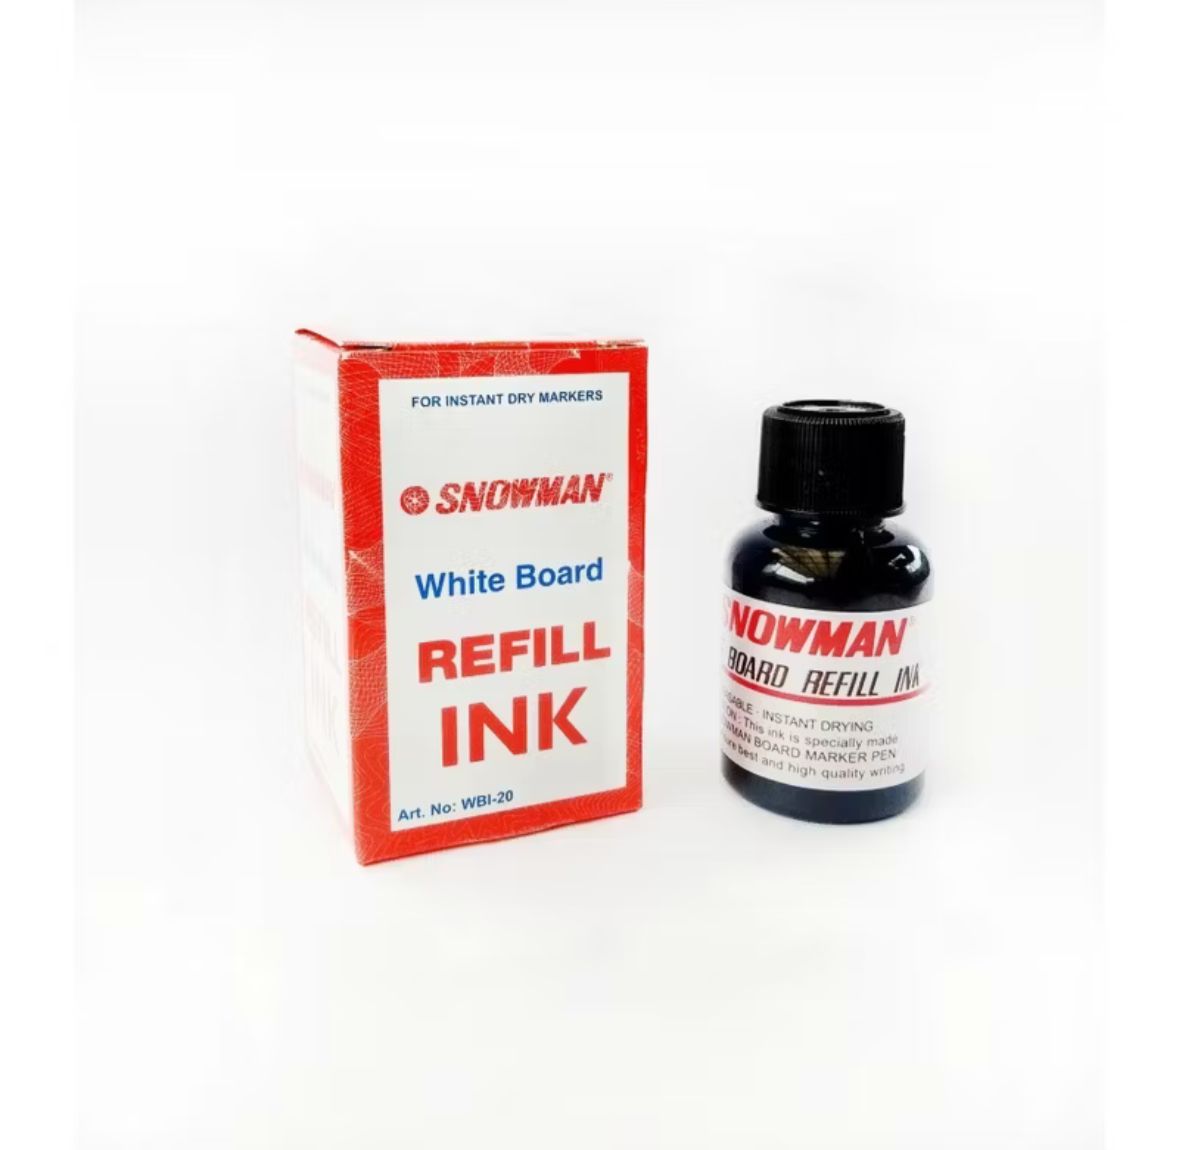 FOR INSTANT DRY MARKERS
SNOWMAN®
White Board
REFILL
INK
Art. No: WBI-20
SNOWMAN®
BOARD REFILL INK
INSTANT DRYING
This ink is specially made
BOARD MARKER PEN
best and high quality writing